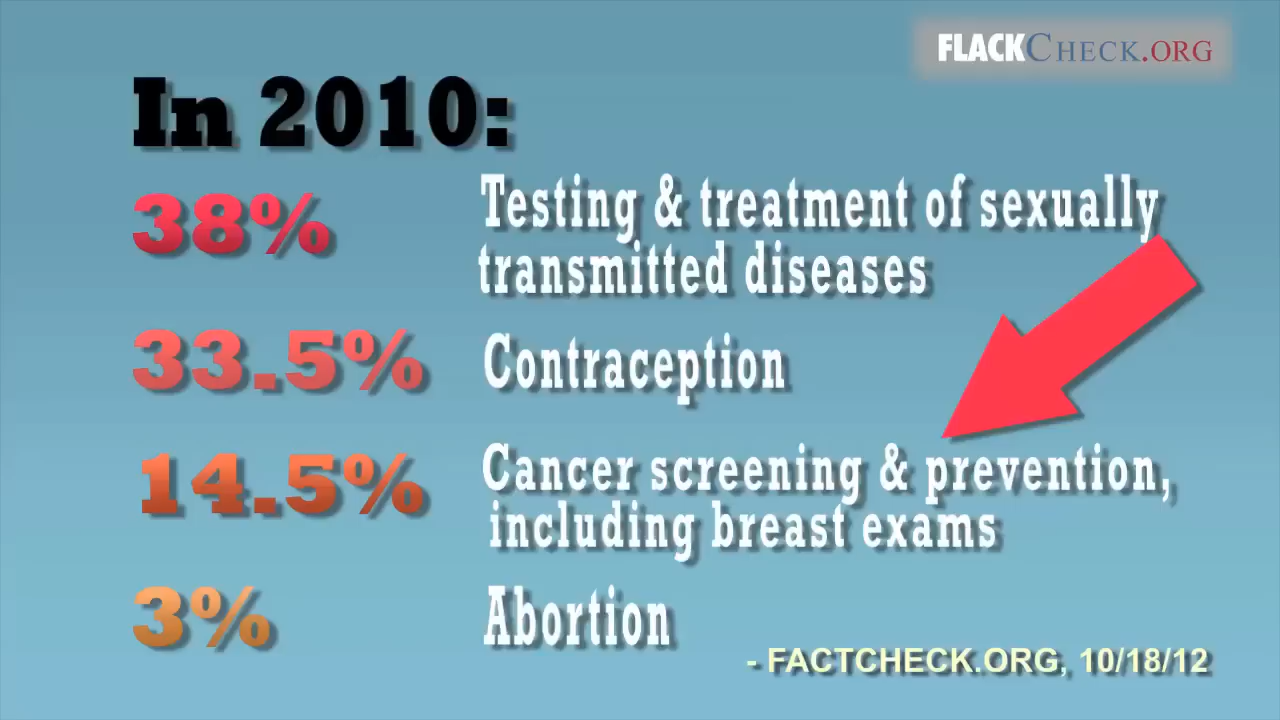 FLACKCHECK.ORG
In 2010:
38% Testing & treatment of sexually
transmitted diseases
33.5% Contraception
14.5% Cancer screening & prevention,
including breast exams
3% Abortion
- FACTCHECK.ORG, 10/18/12